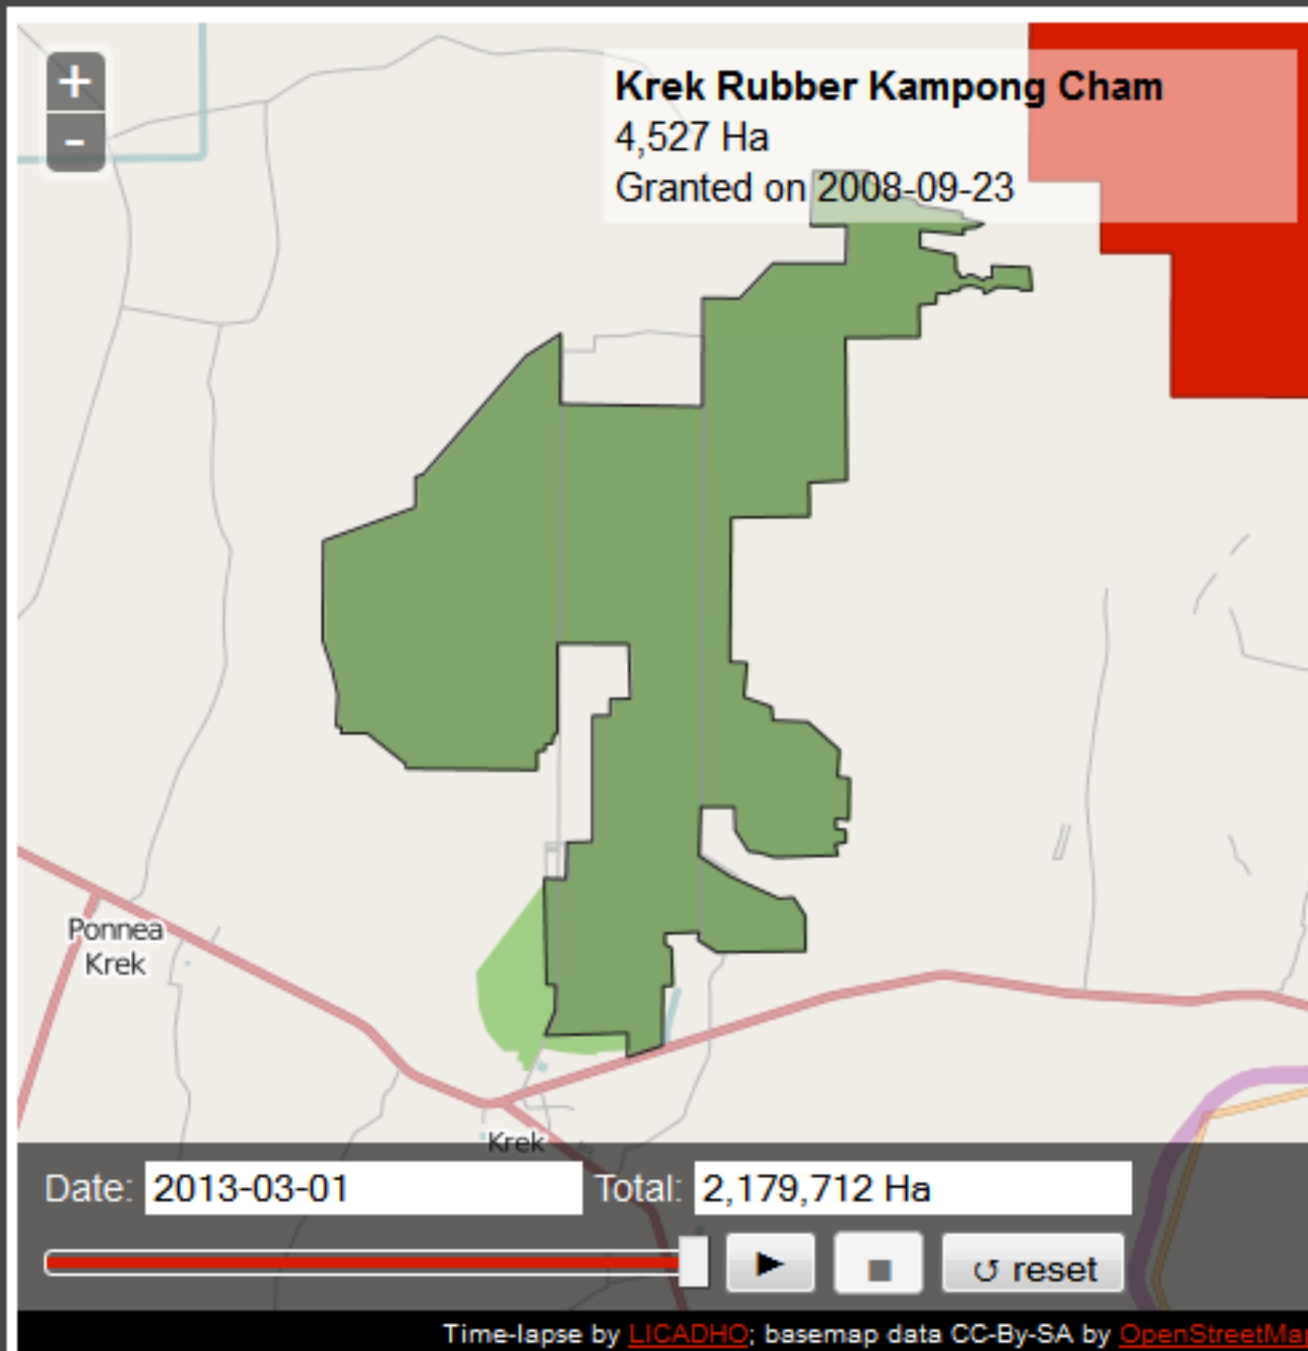 +
-
Krek Rubber Kampong Cham
4,527 Ha
Granted on 2008-09-23
Ponnea
Krek
Krek
Date: 2013-03-01 Total: 2,179,712 Ha
↺ reset
Time-lapse by LICADHO; basemap data CC-By-SA by OpenStreetMap